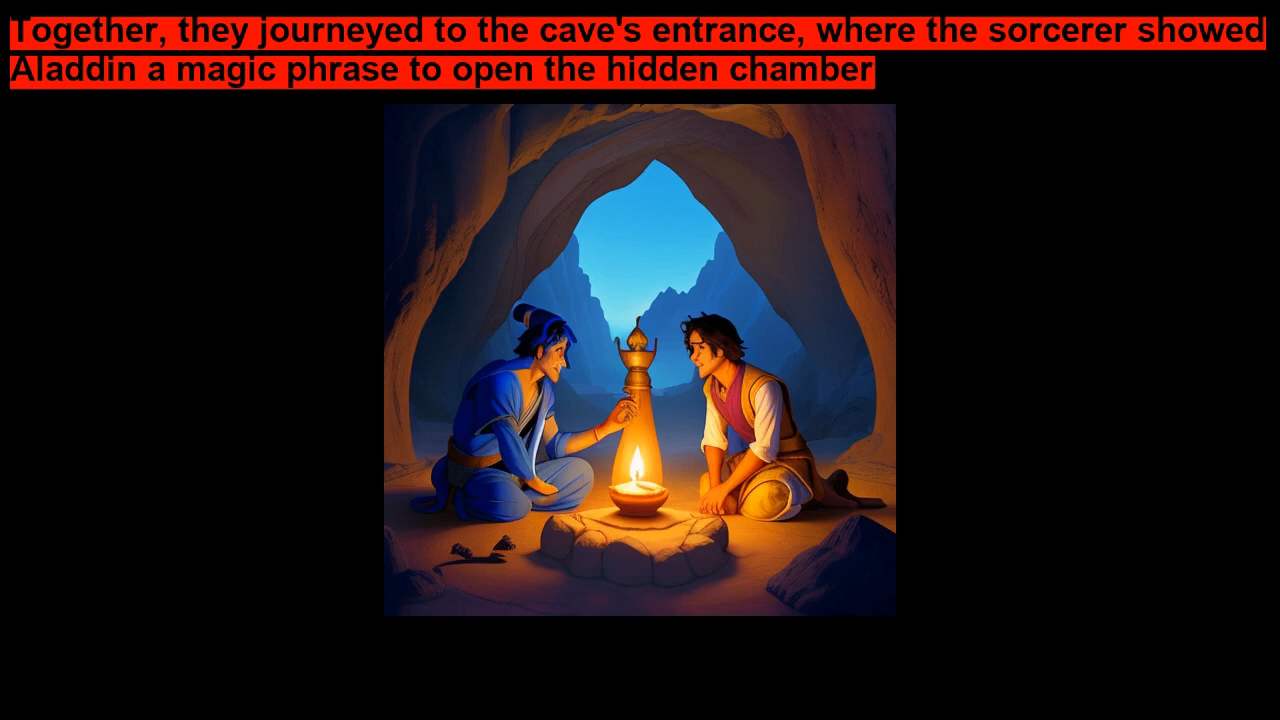 Together, they journeyed to the cave's entrance, where the sorcerer showed
Aladdin a magic phrase to open the hidden chamber